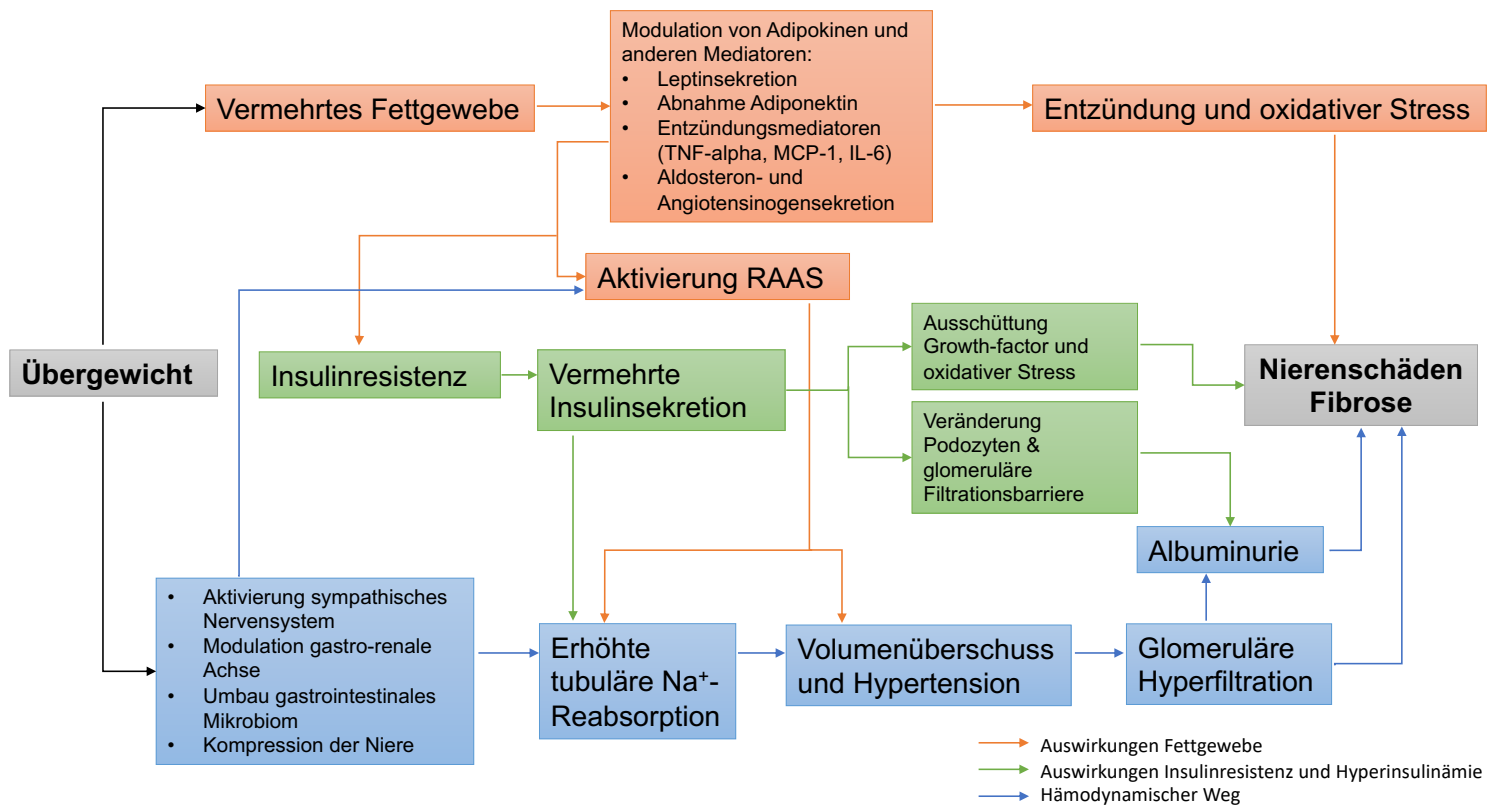 Modulation von Adipokinen und
anderen Mediatoren:
• Leptinsekretion
• Abnahme Adiponektin
• Entzündungsmediatoren
(TNF-alpha, MCP-1, IL-6)
• Aldosteron- und
Angiotensinogensekretion
Vermehrtes Fettgewebe
Entzündung und oxidativer Stress
Aktivierung RAAS
Übergewicht
Insulinresistenz
Vermehrte
Insulinsekretion
Ausschüttung
Growth-factor und
oxidativer Stress
Nierenschäden
Fibrose
Veränderung
Podozyten &
glomeruläre
Filtrationsbarriere
Albuminurie
• Aktivierung sympathisches
Nervensystem
• Modulation gastro-renale
Achse
• Umbau gastrointestinales
Mikrobiom
• Kompression der Niere
Erhöhte
tubuläre Na⁺-
Reabsorption
Volumenüberschuss
und Hypertension
Glomeruläre
Hyperfiltration
Auswirkungen Fettgewebe
Auswirkungen Insulinresistenz und Hyperinsulinämie
Hämodynamischer Weg